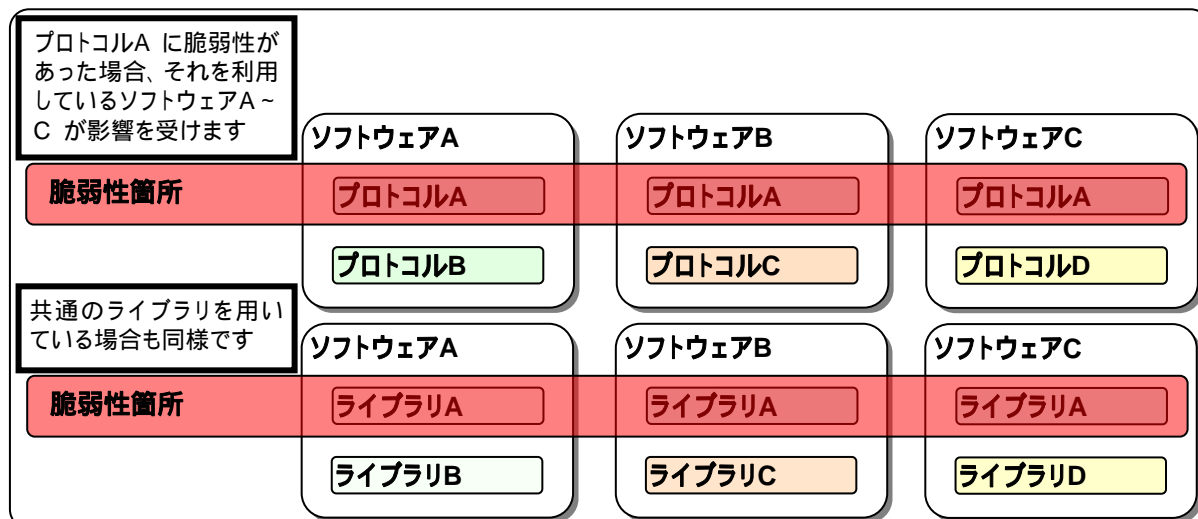 プロトコルA に脆弱性が
あった場合、それを利用
しているソフトウェアA~
C が影響を受けます
ソフトウェアA
ソフトウェアB
ソフトウェアC
脆弱性箇所
プロトコルA
プロトコルA
プロトコルA
プロトコルB
プロトコルC
プロトコルD
共通のライブラリを用い
ている場合も同様です
ソフトウェアA
ソフトウェアB
ソフトウェアC
脆弱性箇所
ライブラリA
ライブラリA
ライブラリA
ライブラリB
ライブラリC
ライブラリD